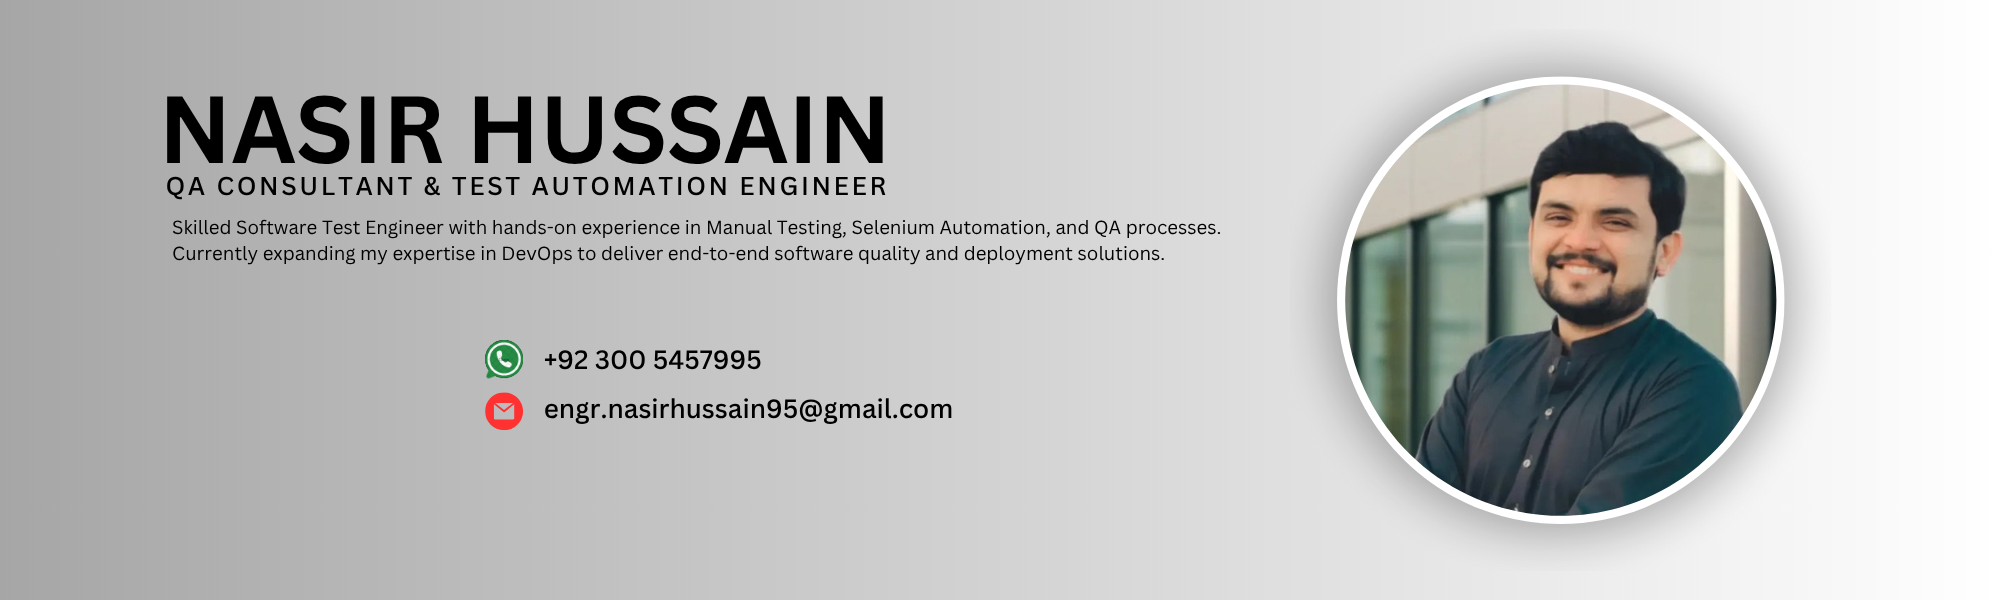 NASIR HUSSAIN
QA CONSULTANT & TEST AUTOMATION ENGINEER
Skilled Software Test Engineer with hands-on experience in Manual Testing, Selenium Automation, and QA processes.
Currently expanding my expertise in DevOps to deliver end-to-end software quality and deployment solutions.
+92 300 5457995
engr.nasirhussain95@gmail.com